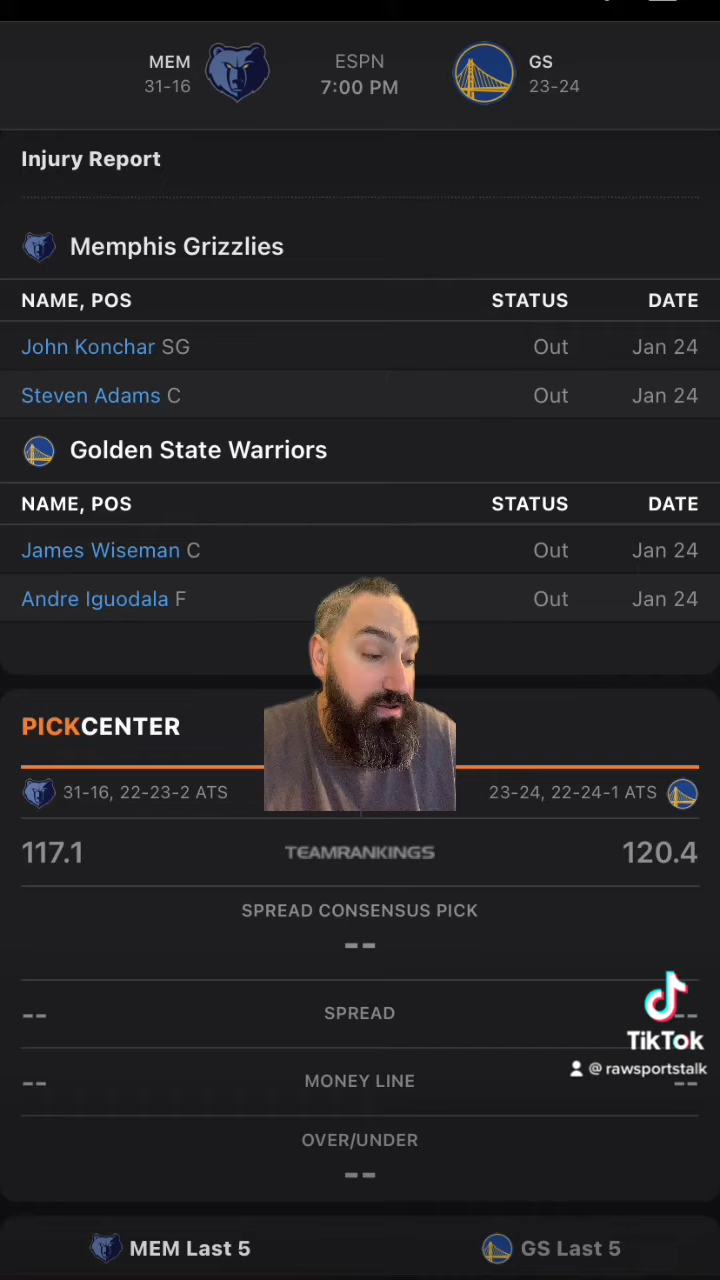 MEM
31-16
ESPN
7:00 PM
GS
23-24
Injury Report
Memphis Grizzlies
NAME, POS STATUS DATE
John Konchar SG Out Jan 24
Steven Adams C Out Jan 24
Golden State Warriors
NAME, POS STATUS DATE
James Wiseman C Out Jan 24
Andre Iguodala F Out Jan 24
PICKCENTER
31-16, 22-23-2 ATS 23-24, 22-24-1 ATS
117.1 TEAMRANKINGS 120.4
SPREAD CONSENSUS PICK
--
-- SPREAD --
TikTok
@rawsportstalk
-- MONEY LINE --
OVER/UNDER
--
MEM Last 5 GS Last 5